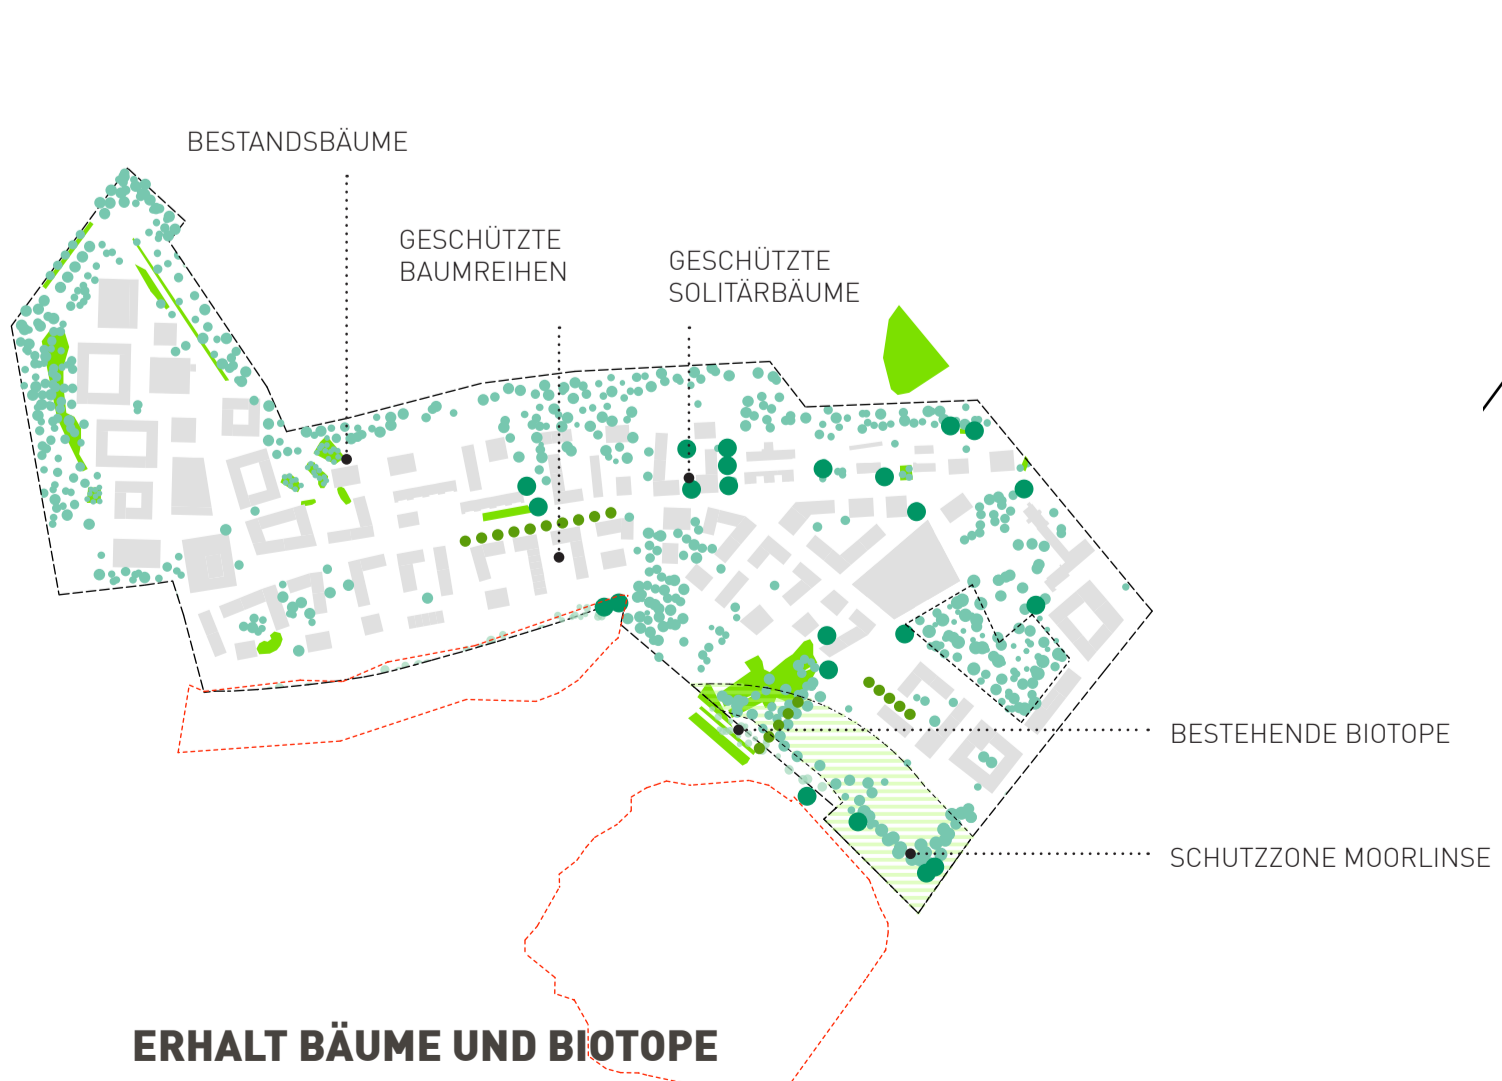 BESTANDSBÄUME
GESCHÜTZTE
BAUMREIHEN
GESCHÜTZTE
SOLITÄRBÄUME
BESTEHENDE BIOTOPE
SCHUTZZONE MOORLINSE
ERHALT BÄUME UND BIOTOPE